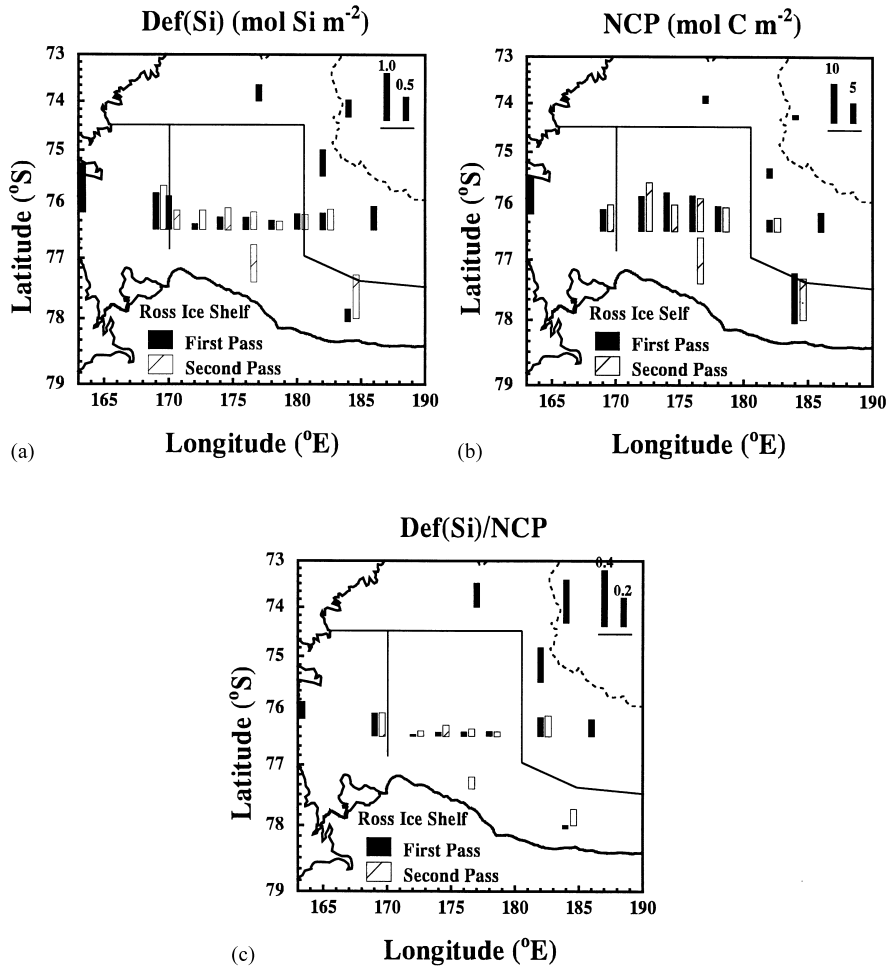 Def(Si) (mol Si m⁻²)
73
74
75
76
77
78
79
Latitude (°S)
1.0
0.5
Ross Ice Shelf
First Pass
Second Pass
165 170 175 180 185 190
Longitude (°E)
(a)
NCP (mol C m⁻²)
73
74
75
76
77
78
79
Latitude (°S)
10
5
Ross Ice Self
First Pass
Second Pass
165 170 175 180 185 190
Longitude (°E)
(b)
Def(Si)/NCP
73
74
75
76
77
78
79
Latitude (°S)
0.4
0.2
Ross Ice Shelf
First Pass
Second Pass
165 170 175 180 185 190
Longitude (°E)
(c)